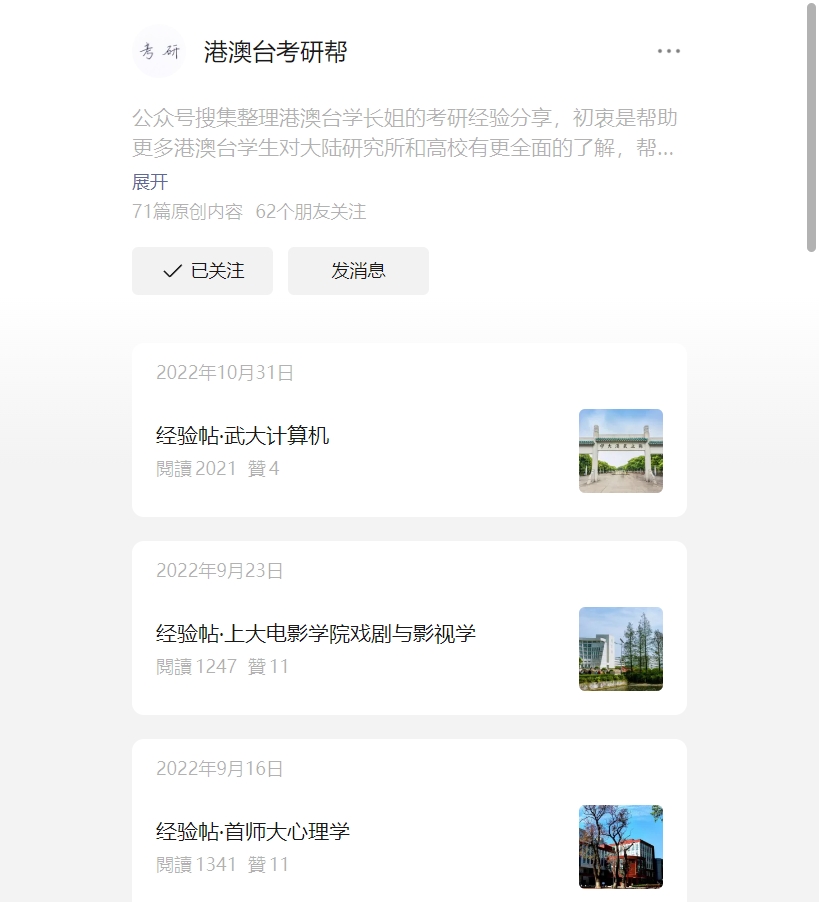 考研
港澳台考研帮
公众号搜集整理港澳台学长姐的考研经验分享，初衷是帮助
更多港澳台学生对大陆研究所和高校有更全面的了解，帮...
展开
71篇原创内容 62个朋友关注
已关注
发消息
2022年10月31日
经验帖·武大计算机
閱讀 2021 贊 4
2022年9月23日
经验帖·上大电影学院戏剧与影视学
閱讀 1247 贊 11
2022年9月16日
经验帖·首师大心理学
閱讀 1341 贊 11